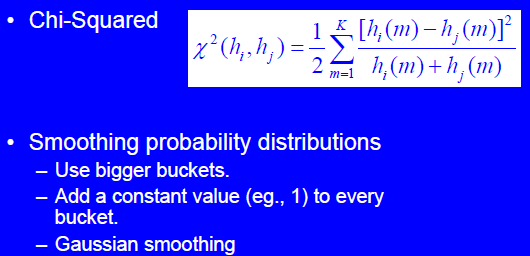 • Chi-Squared
χ²(hᵢ, hⱼ) = 1/2 ∑_{m=1}^{K} [hᵢ(m) − hⱼ(m)]² / (hᵢ(m) + hⱼ(m))
• Smoothing probability distributions
– Use bigger buckets.
– Add a constant value (eg., 1) to every
bucket.
– Gaussian smoothing